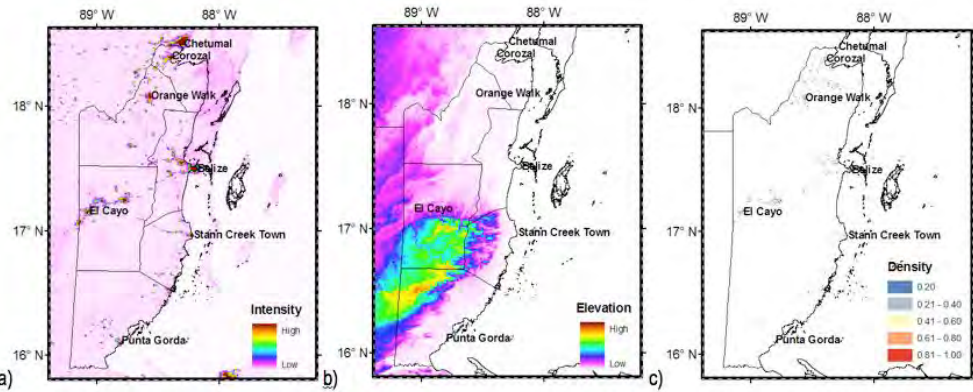 89° W 88° W
Chetumal
Corozal
18° N
Orange Walk
Belize
El Cayo
17° N
Stann Creek Town
Intensity
High
Low
16° N
Punta Gorda
a)
89° W 88° W
Chetumal
Corozal
18° N
Orange Walk
Belize
El Cayo
17° N
Stann Creek Town
Elevation
High
Low
16° N
Punta Gorda
b)
89° W 88° W
Chetumal
Corozal
18° N
Orange Walk
Belize
El Cayo
17° N
Stann Creek Town
Density
0.20
0.21 - 0.40
0.41 - 0.60
0.61 - 0.80
0.81 - 1.00
16° N
Punta Gorda
c)